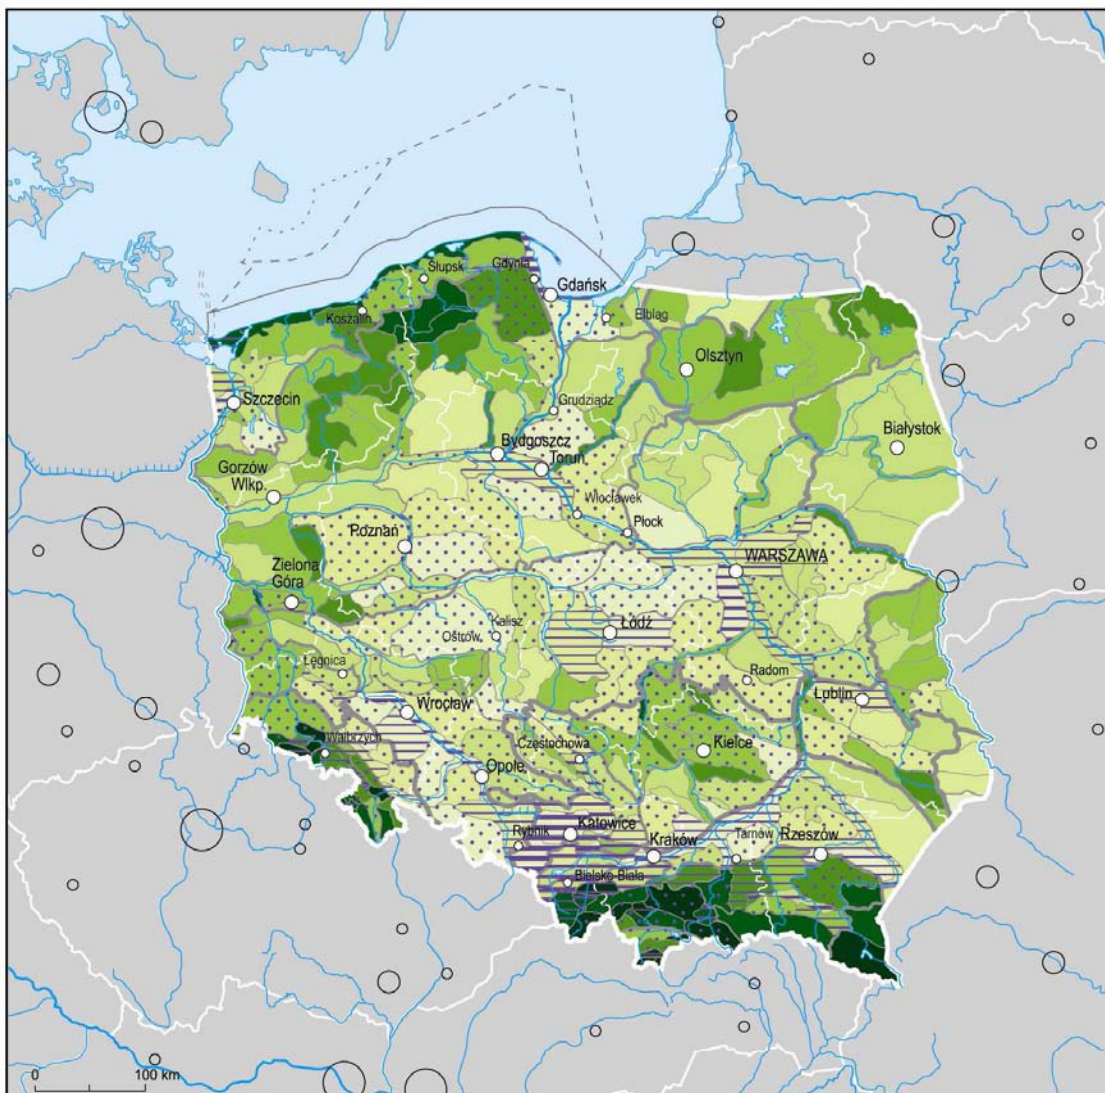 Słupsk
Gdynia
Gdańsk
Koszalin
Elbląg
Olsztyn
Szczecin
Grudziądz
Białystok
Bydgoszcz
Toruń
Gorzów
Wlkp.
Włocławek
Płock
Poznań
WARSZAWA
Zielona
Góra
Kalisz
Ostrów.
Łódź
Radom
Lublin
Wrocław
Częstochowa
Kielce
Wałbrzych
Opole
Rybnik
Katowice
Kraków
Tarnów
Rzeszów
Bielsko-Biała
0
100 km